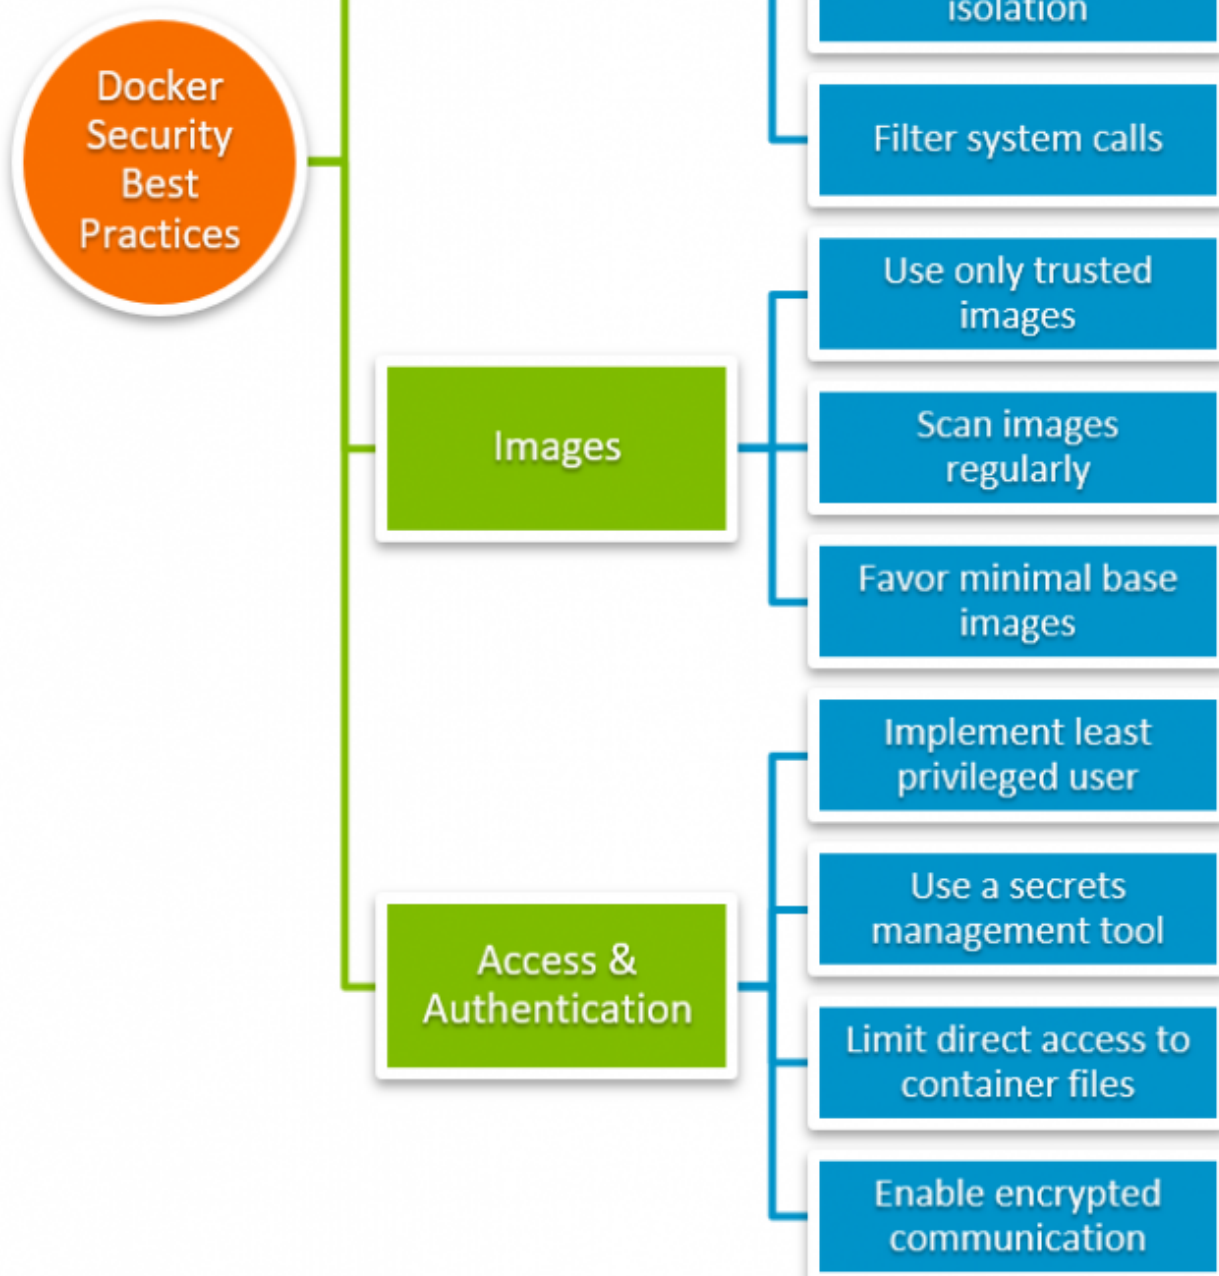 Docker
Security
Best
Practices
isolation
Filter system calls
Images
Use only trusted
images
Scan images
regularly
Favor minimal base
images
Access &
Authentication
Implement least
privileged user
Use a secrets
management tool
Limit direct access to
container files
Enable encrypted
communication